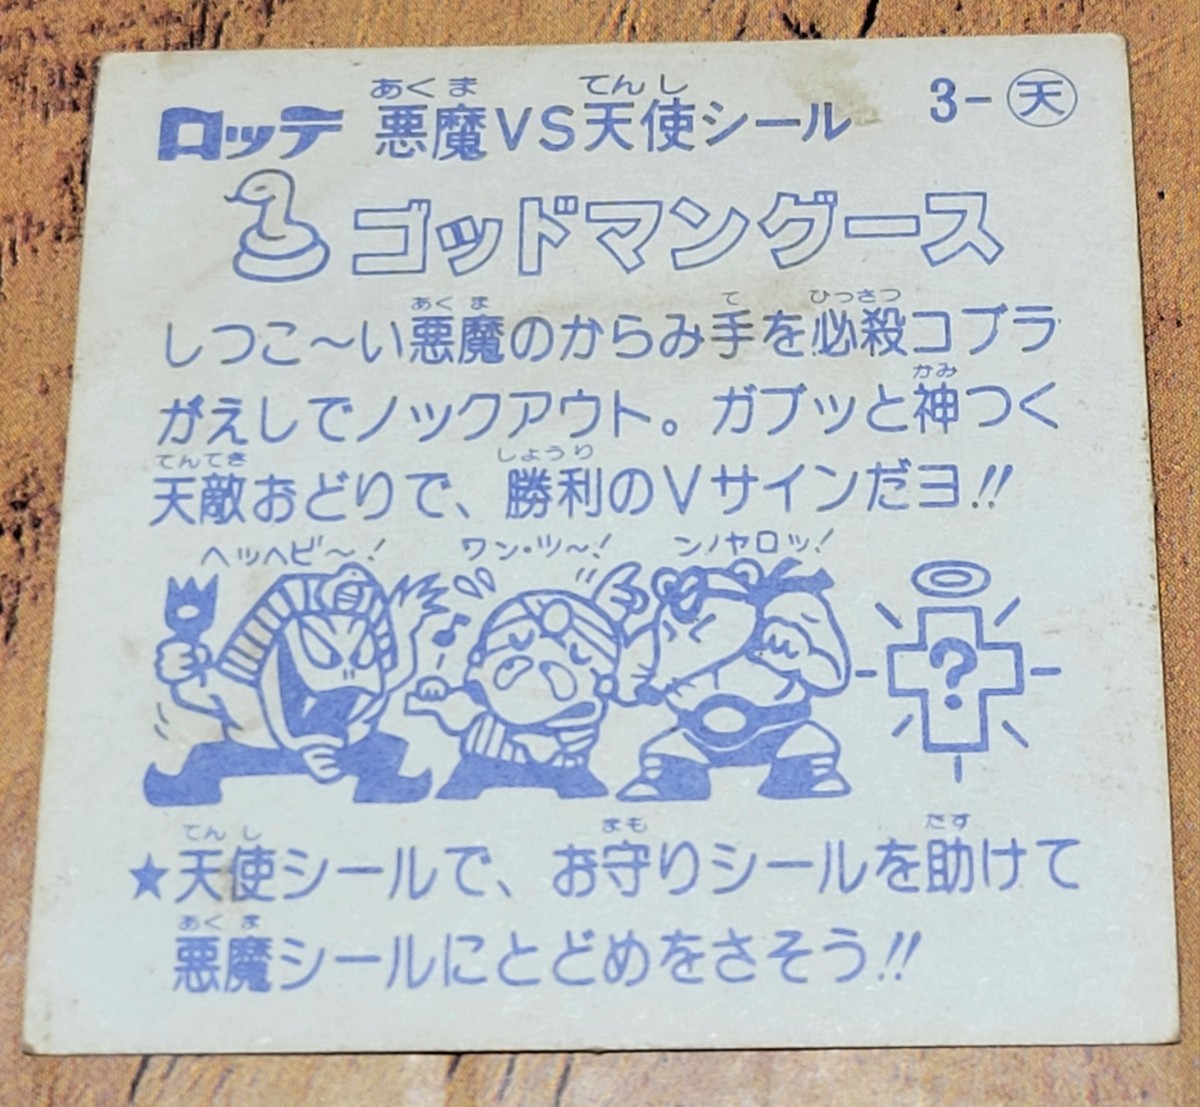 ロッテ 悪魔VS天使シール 3-天
ゴッドマングース
しつこ〜い悪魔のからみ手を必殺コブラ
がえしでノックアウト。ガブッと神つく
天敵おどりで、勝利のVサインだヨ!!
ヘッヘビ〜! ワン・ツ〜! ンノヤロッ!
?
★天使シールで、お守りシールを助けて
悪魔シールにとどめをさそう!!